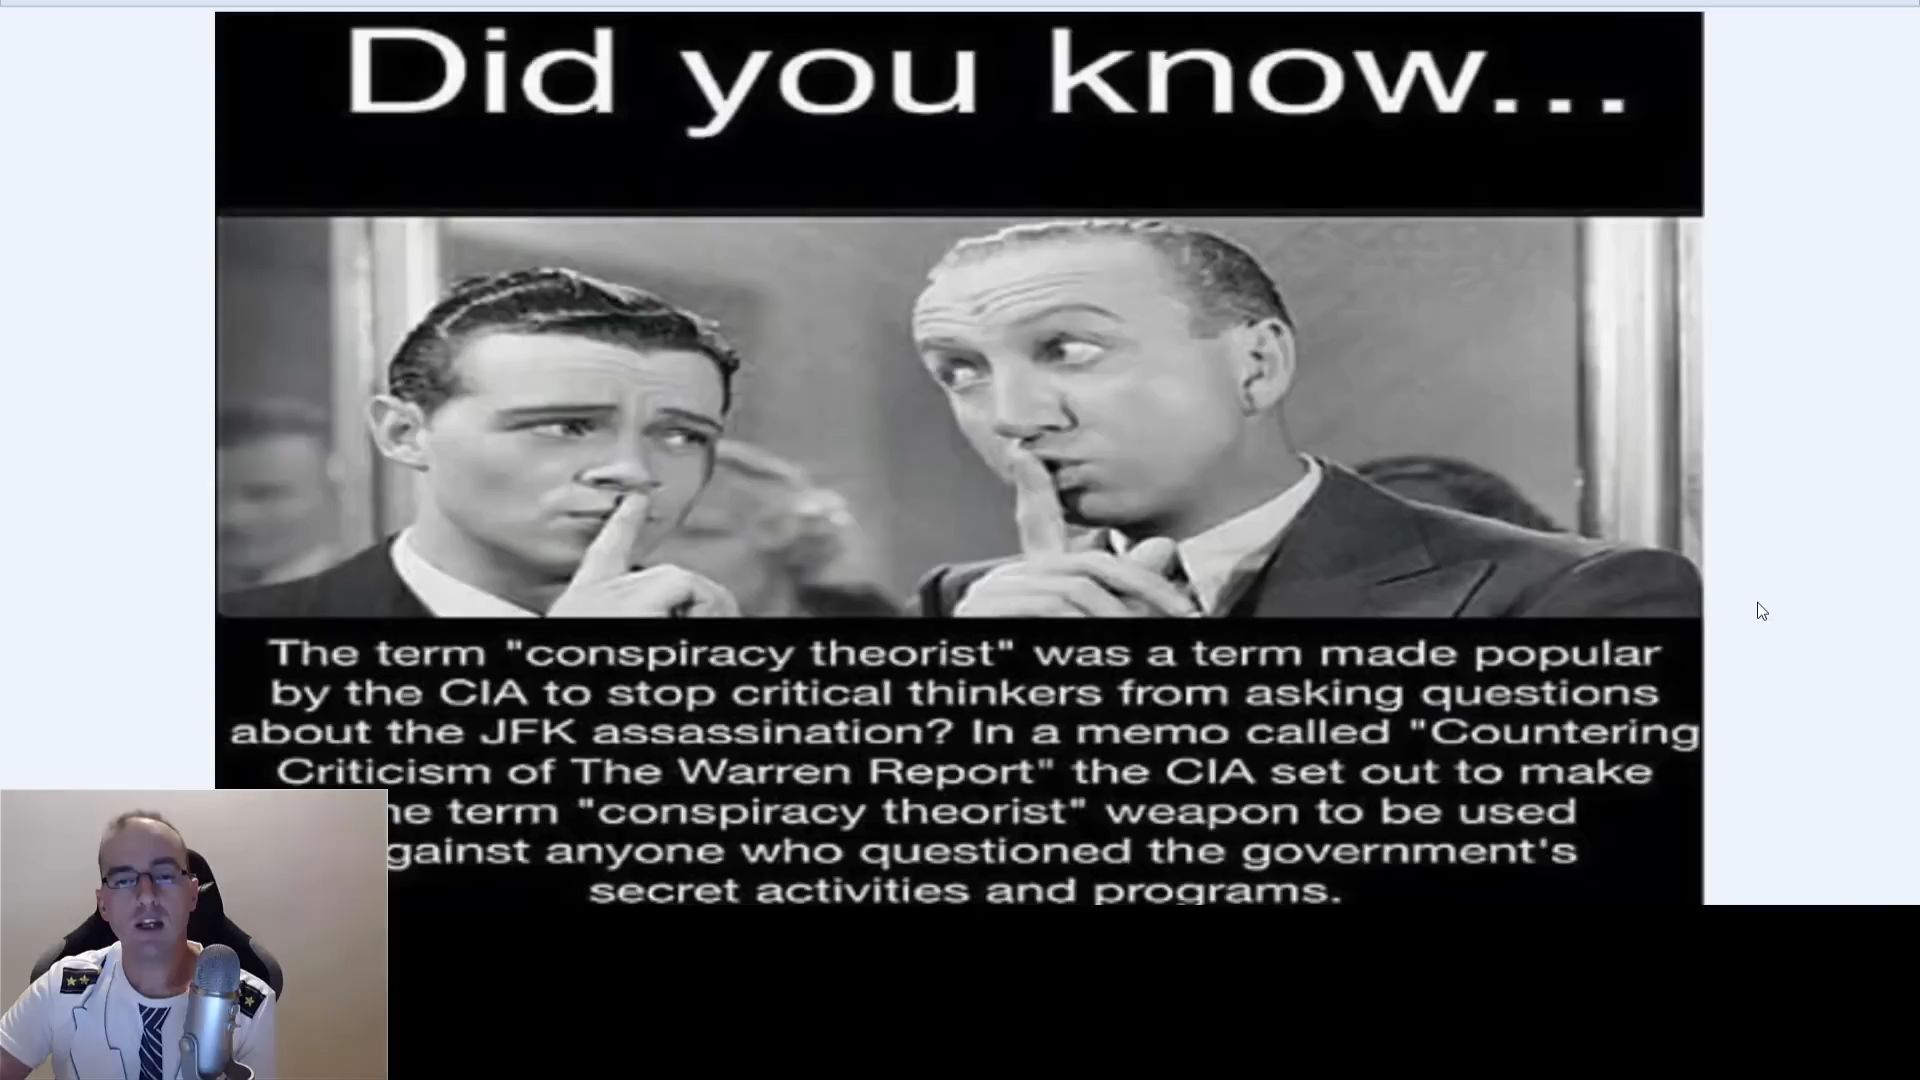 Did you know...
The term "conspiracy theorist" was a term made popular
by the CIA to stop critical thinkers from asking questions
about the JFK assassination? In a memo called "Countering
Criticism of The Warren Report" the CIA set out to make
term "conspiracy theorist" weapon to be used
anyone who questioned the government's
secret activities and programs.